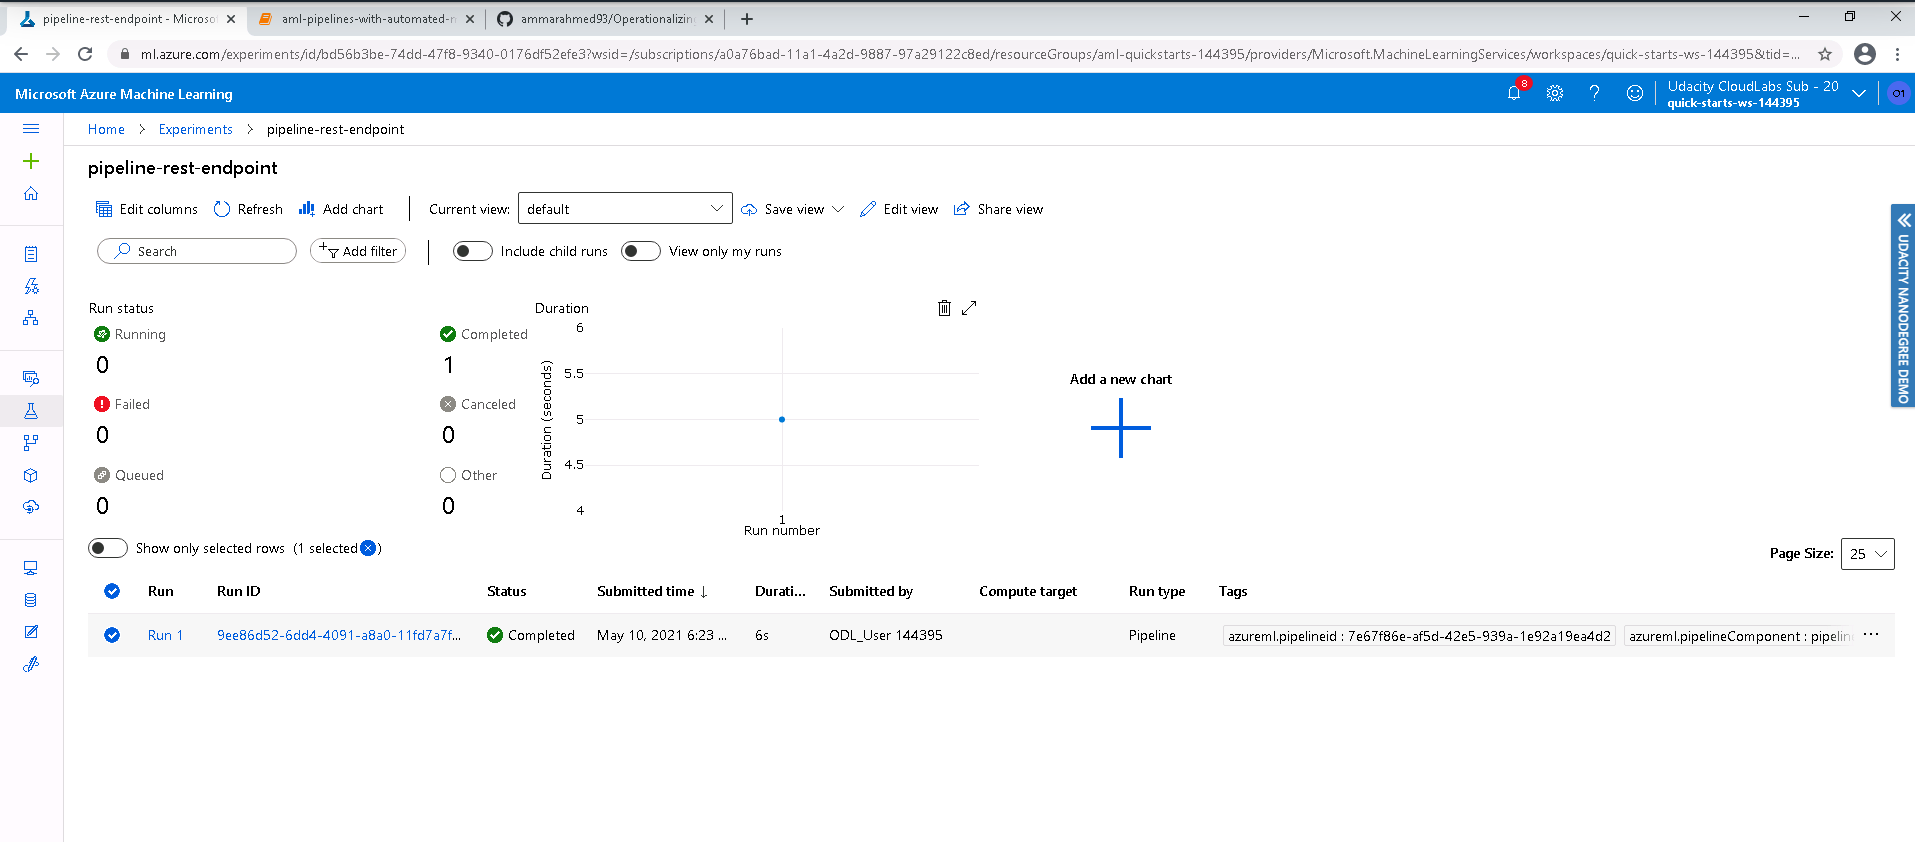 pipeline-rest-endpoint - Microsof
aml-pipelines-with-automated-m
ammarahmed93/Operationalizing
ml.azure.com/experiments/id/bd56b3be-74dd-47f8-9340-0176df52efe3?wsid=/subscriptions/a0a76bad-11a1-4a2d-9887-97a29122c8ed/resourceGroups/aml-quickstarts-144395/providers/Microsoft.MachineLearningServices/workspaces/quick-starts-ws-144395&tid=...
Microsoft Azure Machine Learning
8
Udacity CloudLabs Sub - 20
quick-starts-ws-144395
O1
Home > Experiments > pipeline-rest-endpoint
pipeline-rest-endpoint
Edit columns Refresh Add chart Current view: default Save view Edit view Share view
Search Add filter Include child runs View only my runs
Run status
Running
0
Completed
1
Failed
0
Canceled
0
Queued
0
Other
0
Duration
Duration (seconds)
6
5.5
5
4.5
4
1
Run number
Add a new chart
UDACITY NANODEGREE DEMO
Show only selected rows (1 selected )
Page Size: 25
Run Run ID Status Submitted time ↓ Durati... Submitted by Compute target Run type Tags
Run 1 9ee86d52-6dd4-4091-a8a0-11fd7a7f... Completed May 10, 2021 6:23 ... 6s ODL_User 144395 Pipeline azureml.pipelineid : 7e67f86e-af5d-42e5-939a-1e92a19ea4d2 azureml.pipelineComponent : pipelin ...